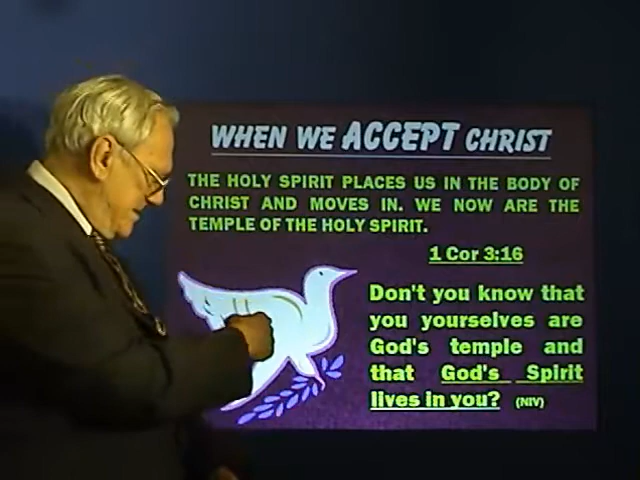 WHEN WE ACCEPT CHRIST
THE HOLY SPIRIT PLACES US IN THE BODY OF
CHRIST AND MOVES IN. WE NOW ARE THE
TEMPLE OF THE HOLY SPIRIT.
1 Cor 3:16
Don't you know that
you yourselves are
God's temple and
that God's Spirit
lives in you? (NIV)